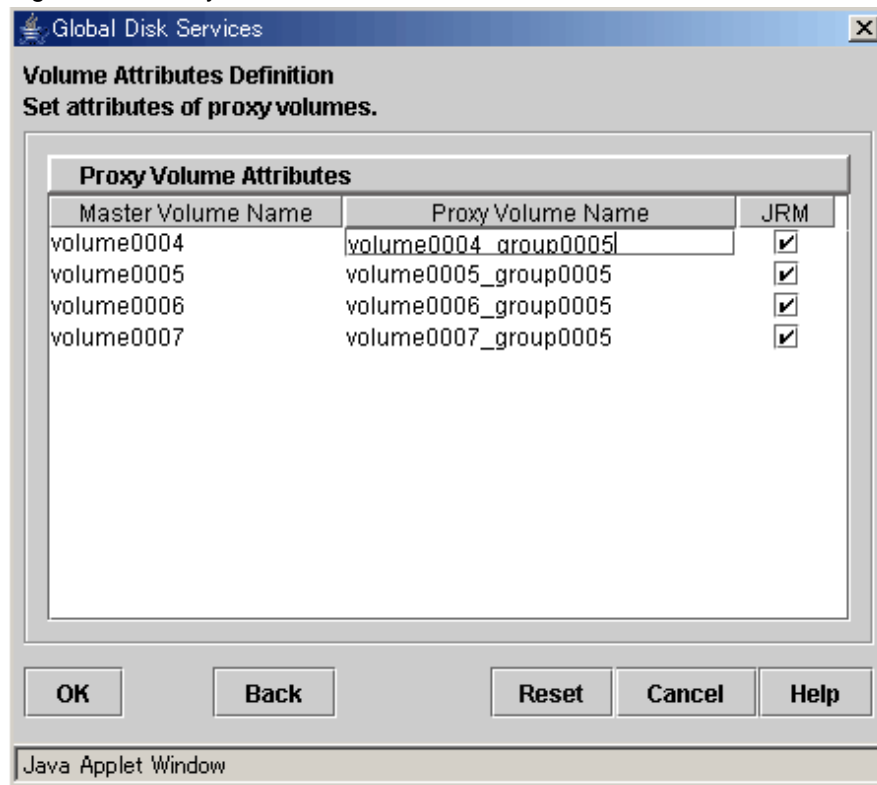 Global Disk Services
Volume Attributes Definition
Set attributes of proxy volumes.
Proxy Volume Attributes
Master Volume Name Proxy Volume Name JRM
volume0004 volume0004_group0005
volume0005 volume0005_group0005
volume0006 volume0006_group0005
volume0007 volume0007_group0005
OK Back Reset Cancel Help
Java Applet Window